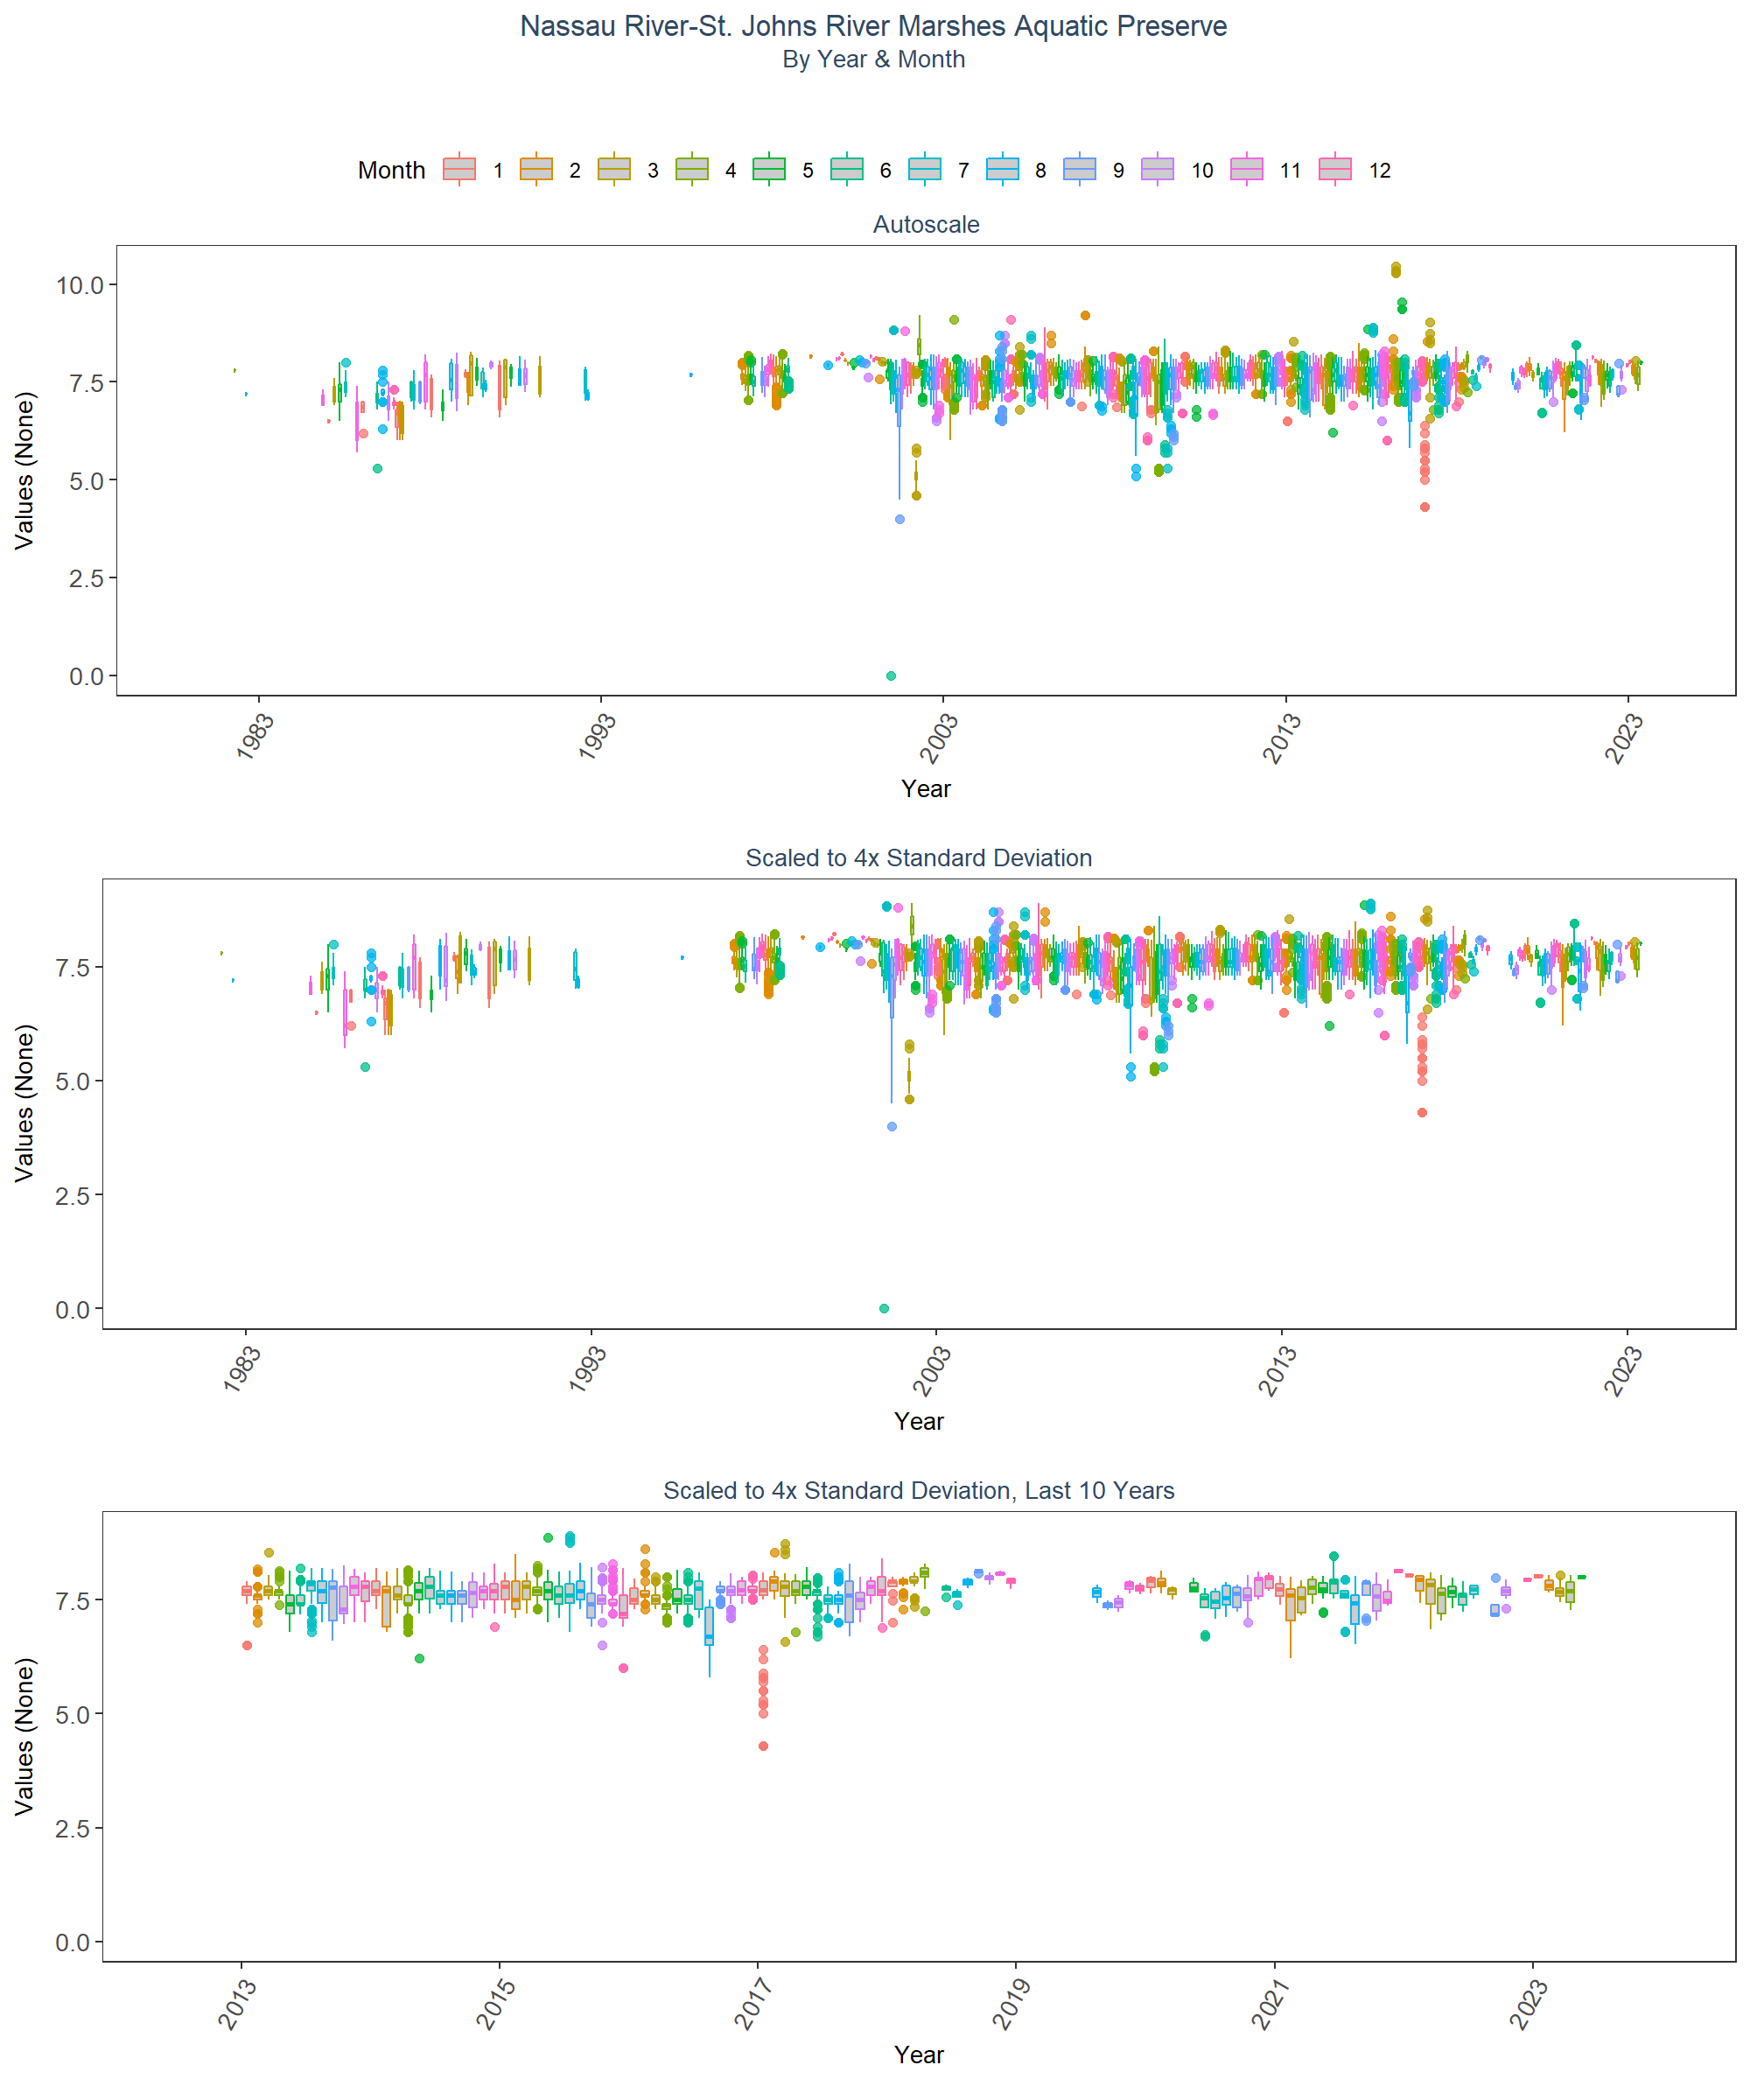 Nassau River-St. Johns River Marshes Aquatic Preserve
By Year & Month
Month 1 2 3 4 5 6 7 8 9 10 11 12
Autoscale
Values (None)
10.0
7.5
5.0
2.5
0.0
1983 1993 2003 2013 2023
Year
Scaled to 4x Standard Deviation
Values (None)
7.5
5.0
2.5
0.0
1983 1993 2003 2013 2023
Year
Scaled to 4x Standard Deviation, Last 10 Years
Values (None)
7.5
5.0
2.5
0.0
2013 2015 2017 2019 2021 2023
Year